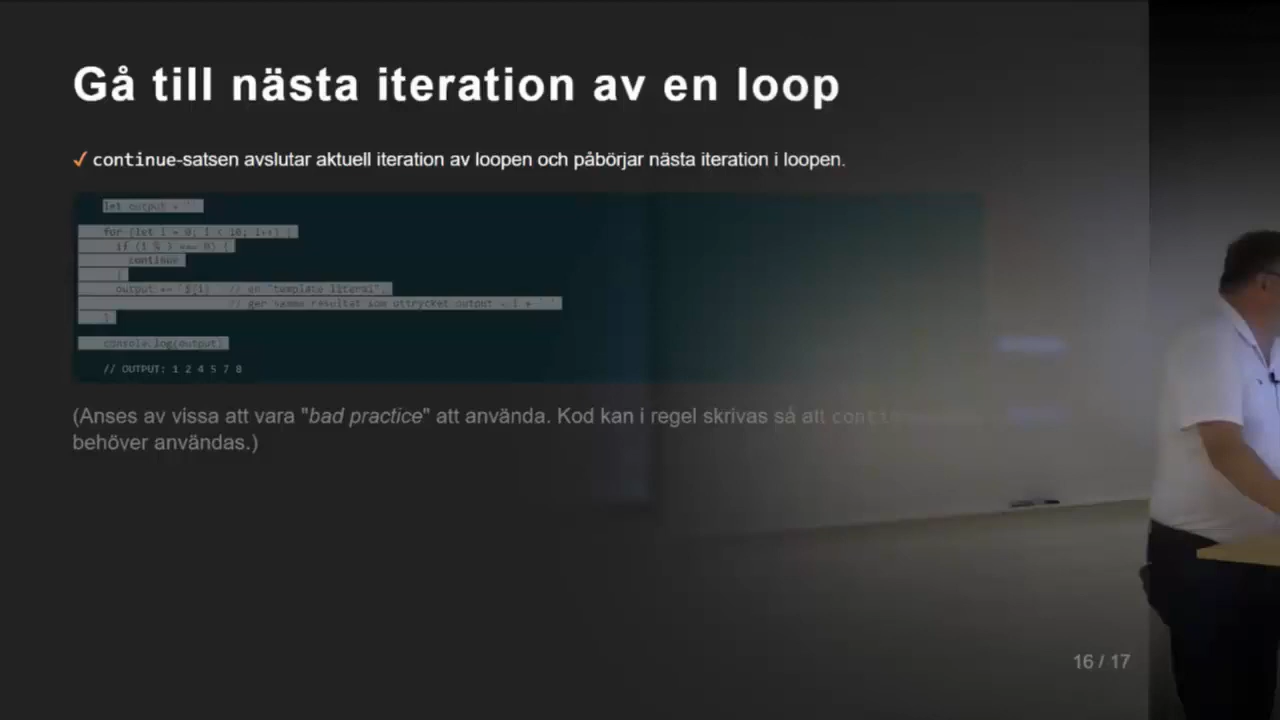 Gå till nästa iteration av en loop
✓ continue-satsen avslutar aktuell iteration av loopen och påbörjar nästa iteration i loopen.
let output = ''
for (let i = 0; i < 10; i++) {
if (i % 3 === 0) {
continue
}
output += `${i} ` // en "template literal",
// ger samma resultat som uttrycket output + i + ' '
}
console.log(output)
// OUTPUT: 1 2 4 5 7 8
(Anses av vissa att vara "bad practice" att använda. Kod kan i regel skrivas så att
behöver användas.)
16 / 17